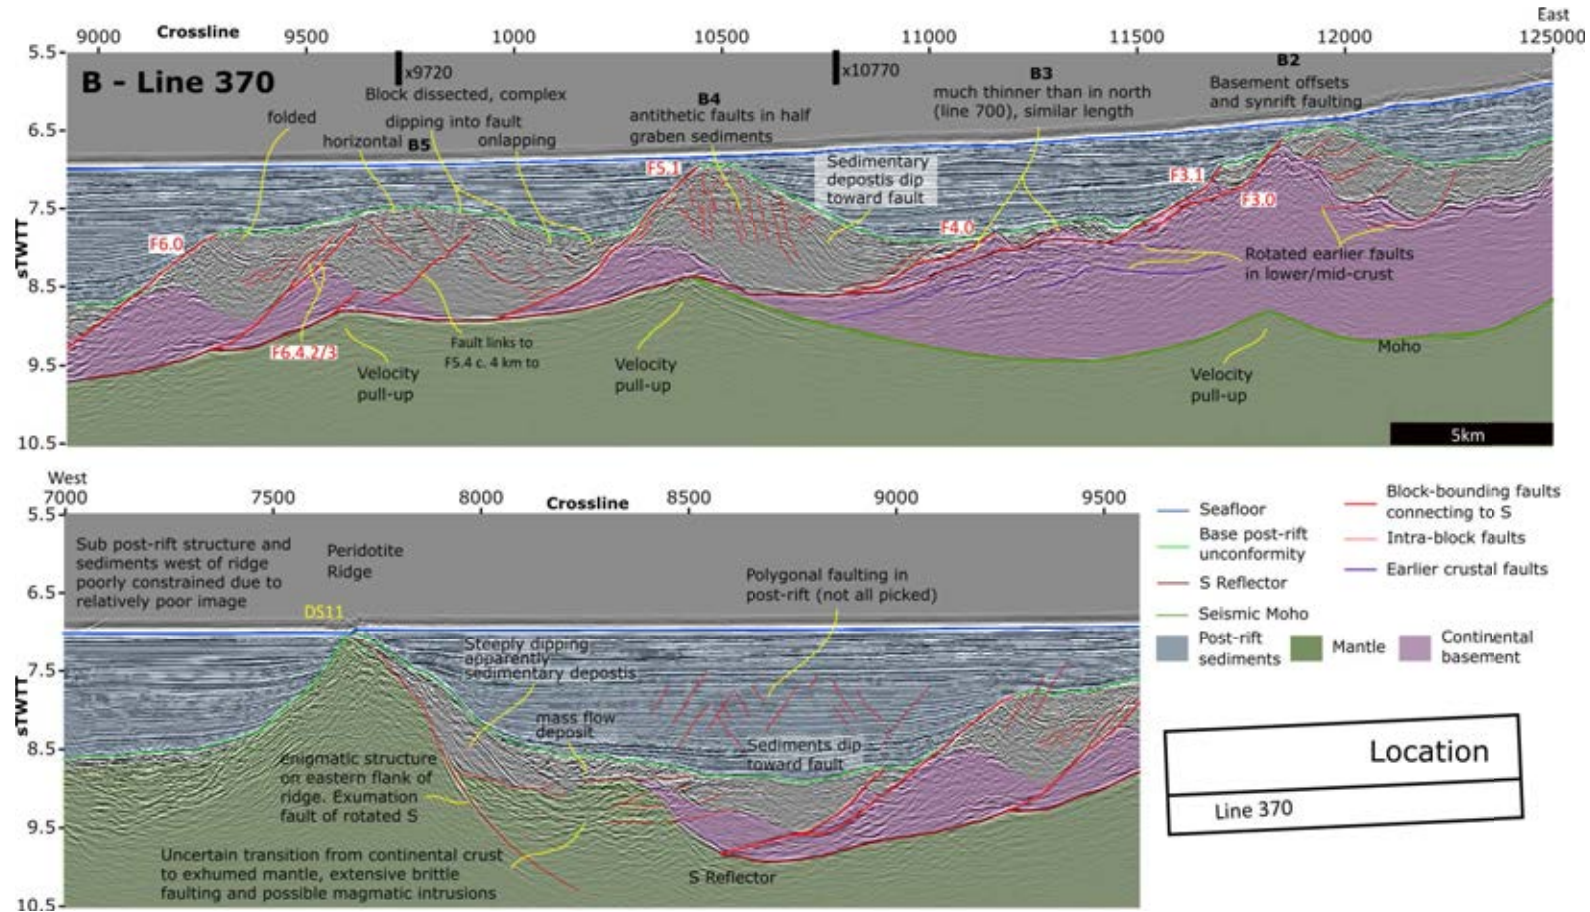 East
9000 Crossline 9500 1000 10500 11000 11500 12000 125000
5.5
6.5
7.5
8.5
9.5
10.5
sTWTT
B – Line 370
x9720
x10770
Block dissected, complex
folded
dipping into fault
horizontal B5 onlapping
B4
antithetic faults in half
graben sediments
B3
much thinner than in north
(line 700), similar length
B2
Basement offsets
and synrift faulting
Sedimentary
depostis dip
toward fault
F6.0
F5.1
F4.0
F3.1
F3.0
F6.4.2/3
Rotated earlier faults
in lower/mid-crust
Fault links to
F5.4 c. 4 km to
Velocity
pull-up
Velocity
pull-up
Velocity
pull-up
Moho
5km
West
7000 7500 8000 Crossline 8500 9000 9500
5.5
6.5
7.5
8.5
9.5
10.5
sTWTT
Sub post-rift structure and
sediments west of ridge
poorly constrained due to
relatively poor image
Peridotite
Ridge
DS11
Polygonal faulting in
post-rift (not all picked)
Steeply dipping
apparently
sedimentary depostis
mass flow
deposit
Sediments dip
toward fault
enigmatic structure
on eastern flank of
ridge. Exumation
fault of rotated S
Uncertain transition from continental crust
to exhumed mantle, extensive brittle
faulting and possible magmatic intrusions
S Reflector
Seafloor
Base post-rift
unconformity
S Reflector
Seismic Moho
Block-bounding faults
connecting to S
Intra-block faults
Earlier crustal faults
Post-rift
sediments
Mantle
Continental
basement
Location
Line 370